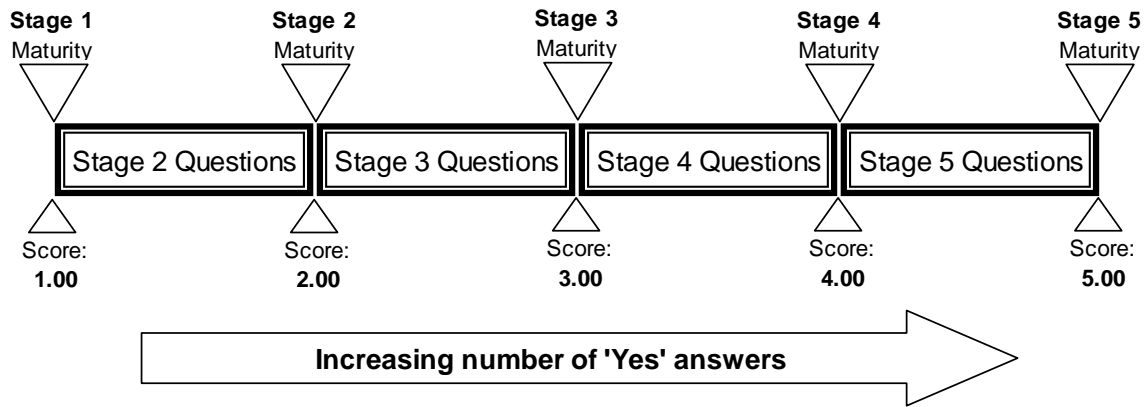 Stage 1 Stage 2 Stage 3 Stage 4 Stage 5
Maturity Maturity Maturity Maturity Maturity
Stage 2 Questions Stage 3 Questions Stage 4 Questions Stage 5 Questions
Score: Score: Score: Score: Score:
1.00 2.00 3.00 4.00 5.00
Increasing number of 'Yes' answers